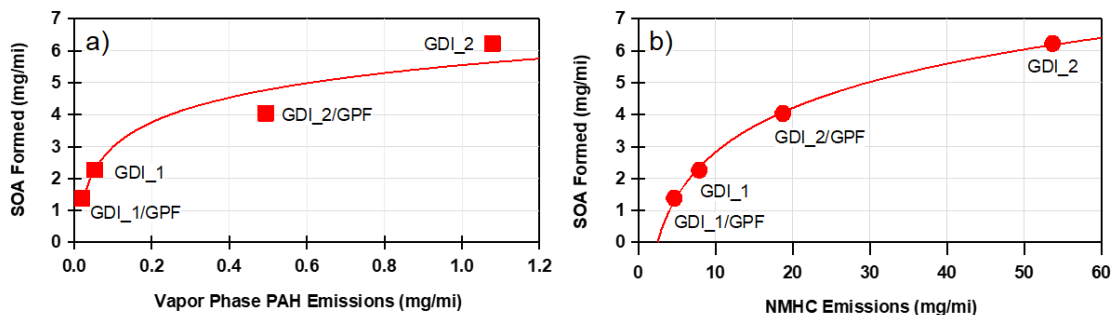 a)
SOA Formed (mg/mi)
7
6
5
4
3
2
1
0
GDI_2
GDI_2/GPF
GDI_1
GDI_1/GPF
0.0 0.2 0.4 0.6 0.8 1.0 1.2
Vapor Phase PAH Emissions (mg/mi)
b)
SOA Formed (mg/mi)
7
6
5
4
3
2
1
0
GDI_2
GDI_2/GPF
GDI_1
GDI_1/GPF
0 10 20 30 40 50 60
NMHC Emissions (mg/mi)